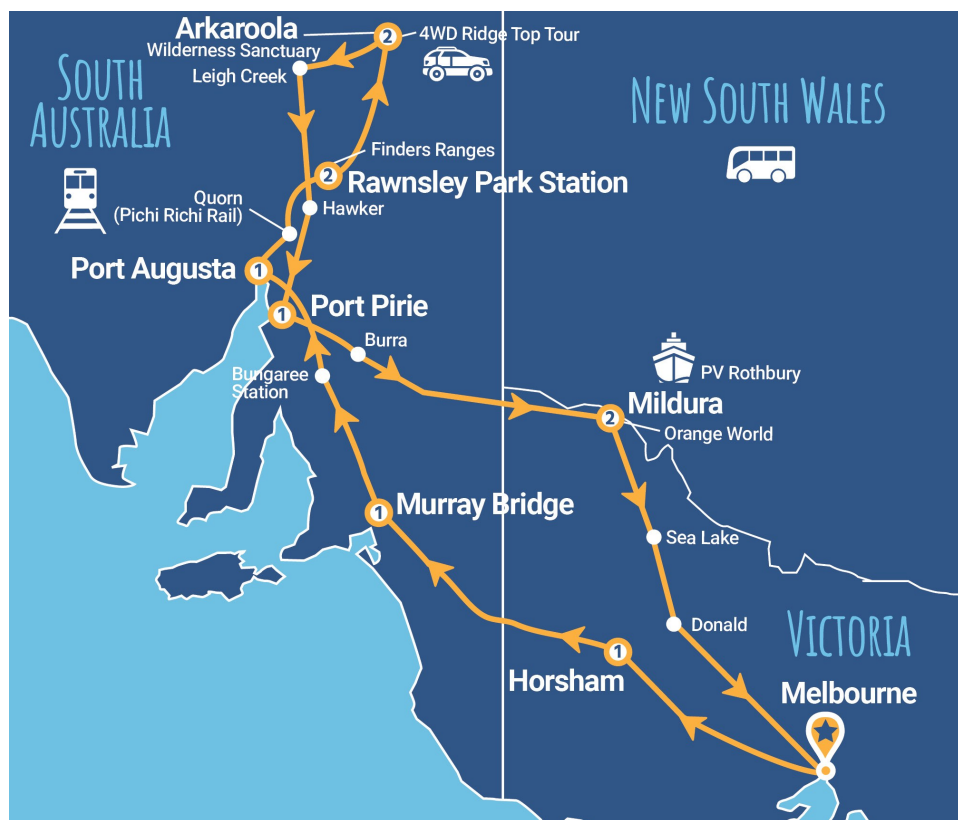 Arkaroola
Wilderness Sanctuary
Leigh Creek
2
4WD Ridge Top Tour
SOUTH
AUSTRALIA
NEW SOUTH WALES
Finders Ranges
2
Rawnsley Park Station
Quorn
(Pichi Richi Rail)
Hawker
Port Augusta
1
Port Pirie
1
Burra
Bungaree
Station
PV Rothbury
Mildura
2
Orange World
Murray Bridge
1
Sea Lake
Donald
VICTORIA
1
Horsham
Melbourne